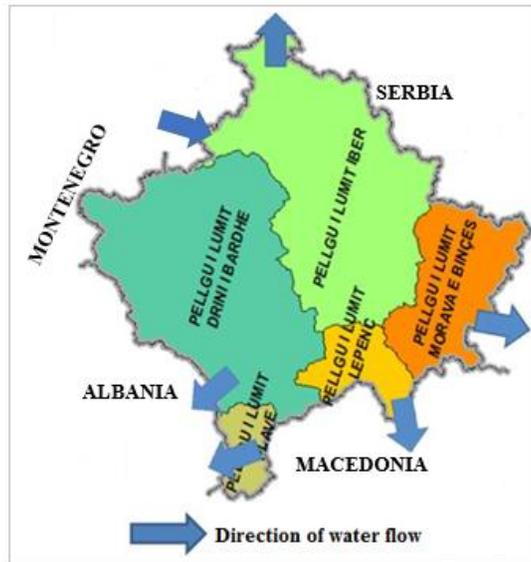 SERBIA
MONTENEGRO
PELLGU I LUMIT IBER
PELLGU I LUMIT
DRINI I BARDHE
PELLGU I LUMIT
MORAVA E BINÇES
PELLGU I LUMIT
LEPENC
ALBANIA
I LUMIT
MACEDONIA
Direction of water flow